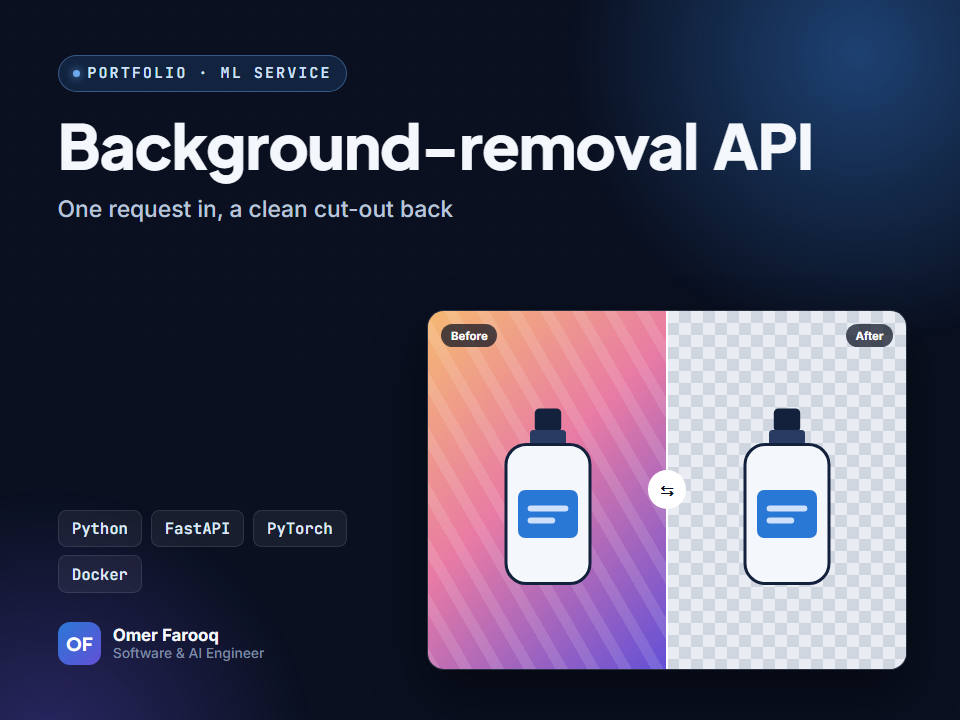 PORTFOLIO · ML SERVICE
Background-removal API
One request in, a clean cut-out back
Before
After
Python FastAPI PyTorch
Docker
OF
Omer Farooq
Software & AI Engineer